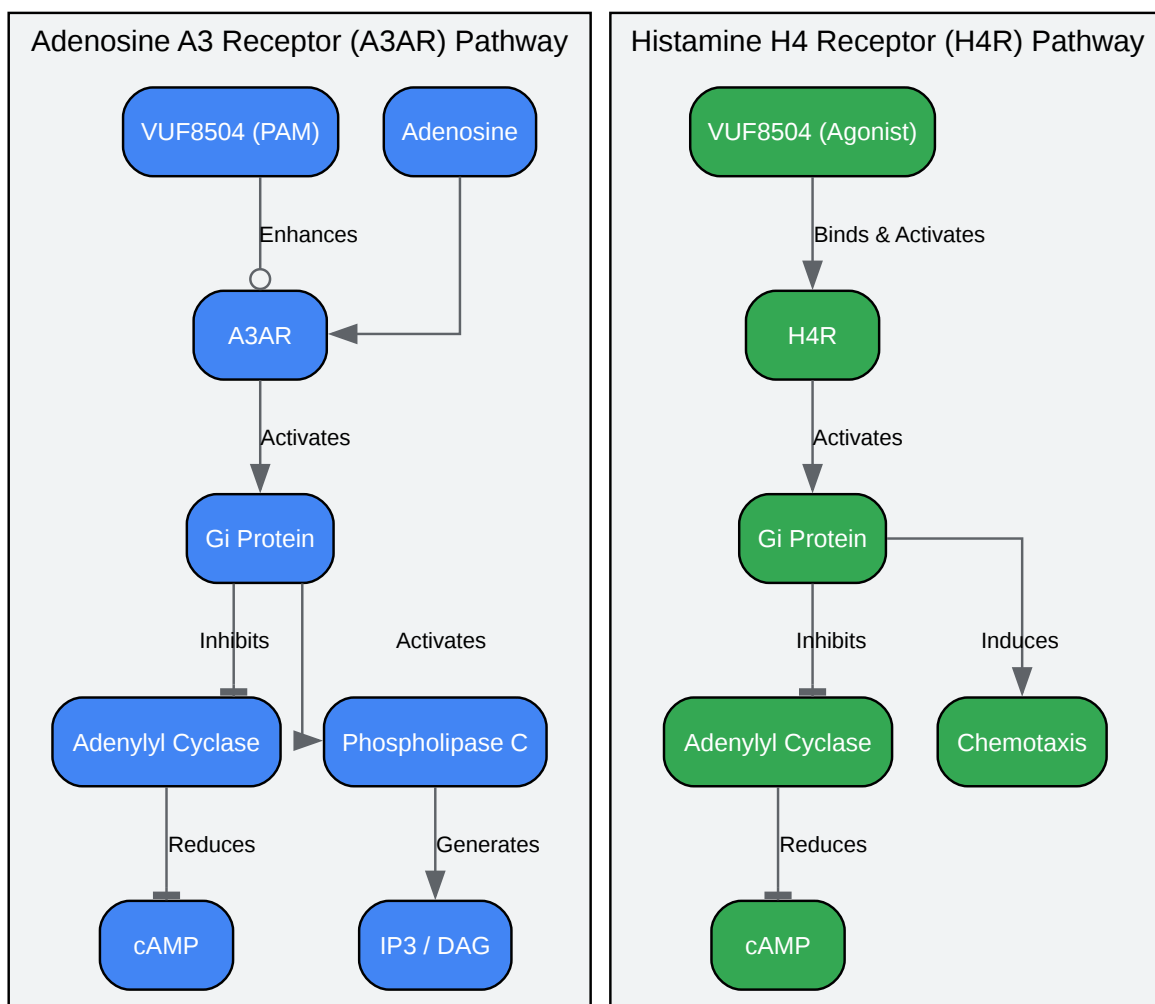 Adenosine A3 Receptor (A3AR) Pathway
VUF8504 (PAM)
Adenosine
Enhances
A3AR
Activates
Gi Protein
Inhibits
Activates
Adenylyl Cyclase
Phospholipase C
Reduces
Generates
cAMP
IP3 / DAG
Histamine H4 Receptor (H4R) Pathway
VUF8504 (Agonist)
Binds & Activates
H4R
Activates
Gi Protein
Inhibits
Induces
Adenylyl Cyclase
Chemotaxis
Reduces
cAMP